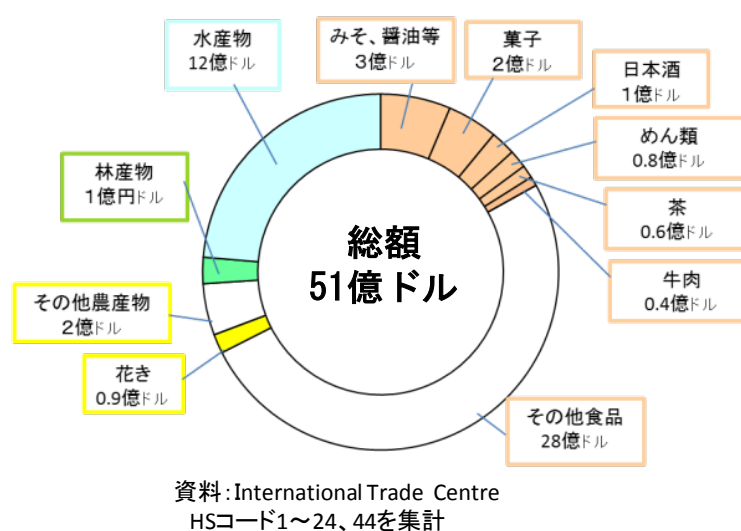 水産物
12億ドル
みそ、醤油等
3億ドル
菓子
2億ドル
日本酒
1億ドル
めん類
0.8億ドル
茶
0.6億ドル
牛肉
0.4億ドル
林産物
1億円ドル
その他農産物
2億ドル
花き
0.9億ドル
総額
51億ドル
その他食品
28億ドル
資料：International Trade Centre
HSコード1～24、44を集計